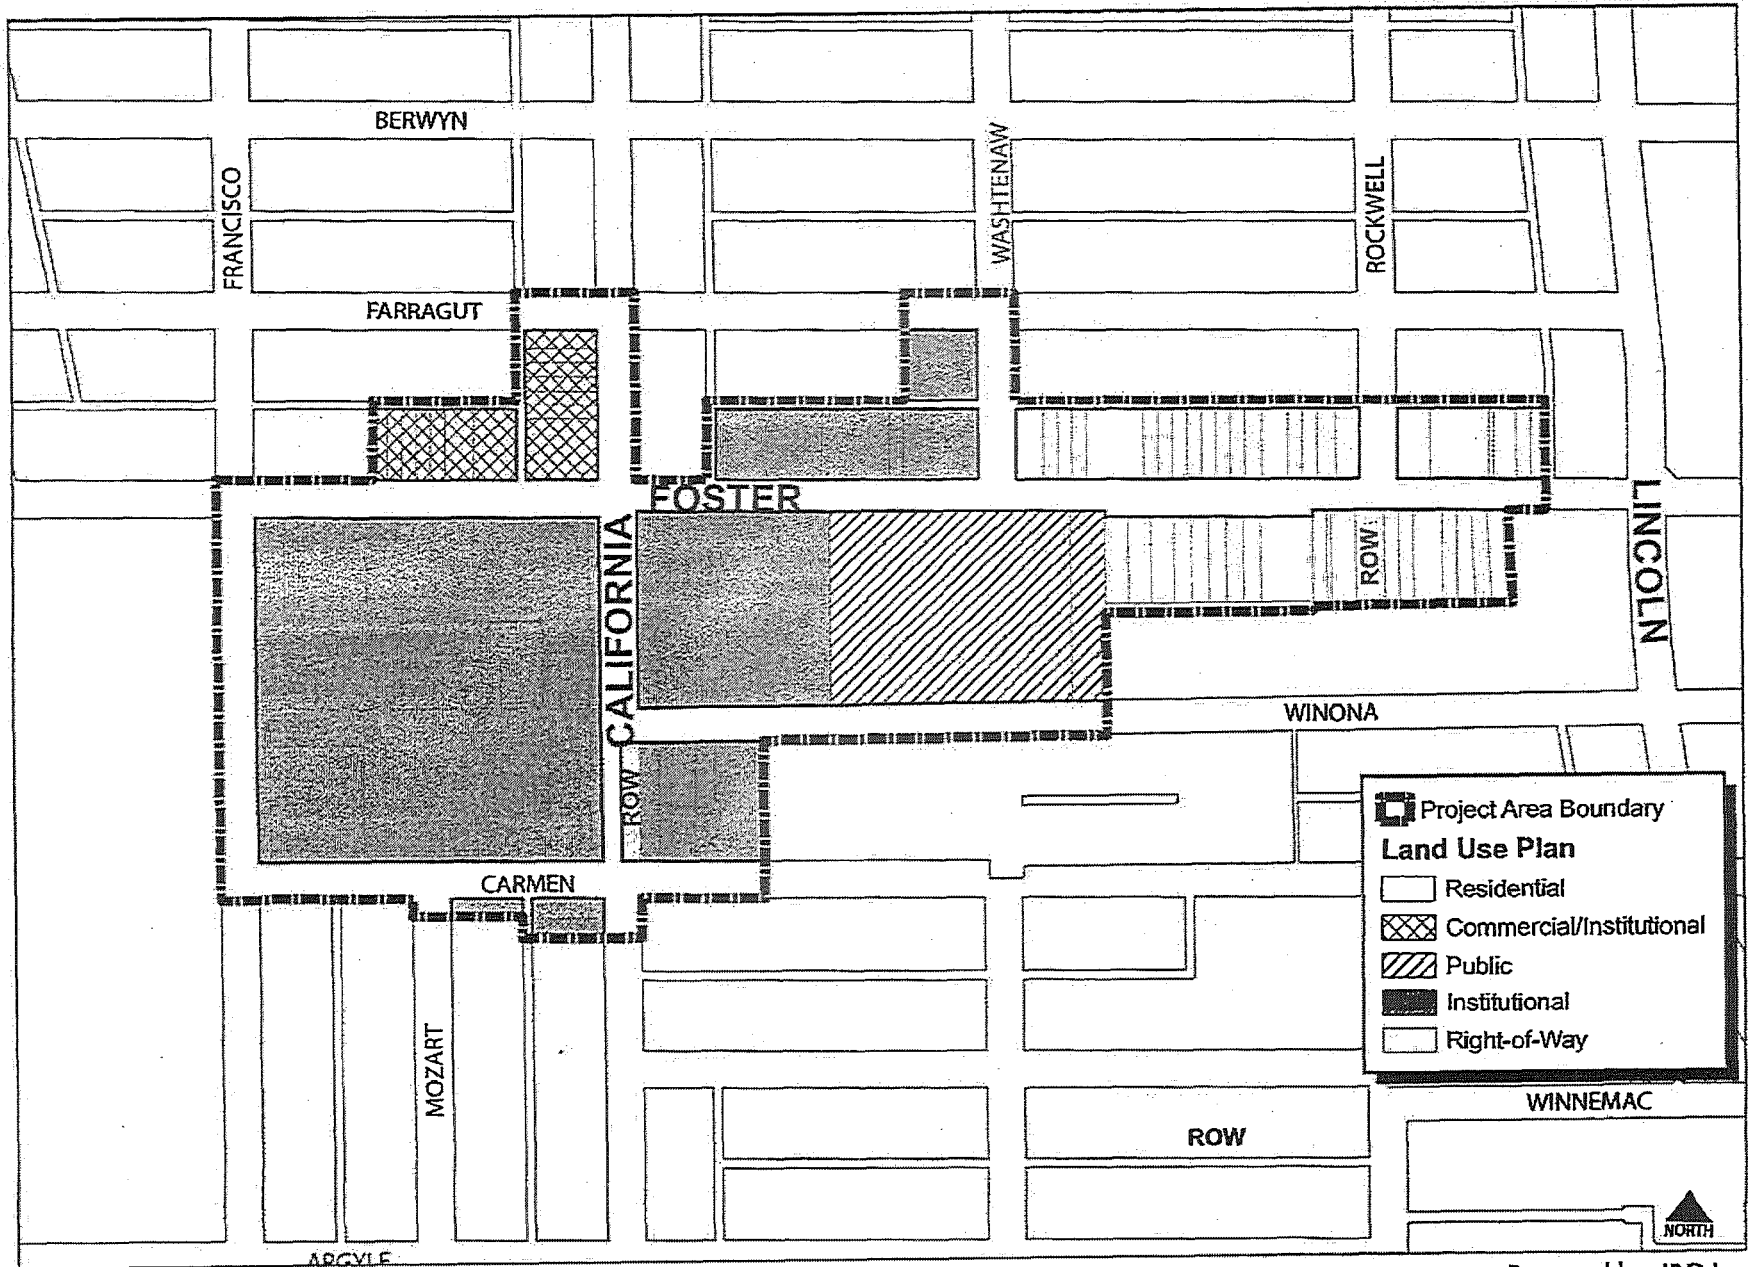 BERWYN
FRANCISCO
WASHTENAW
ROCKWELL
FARRAGUT
FOSTER
CALIFORNIA
LINCOLN
ROW
WINONA
ROW
CARMEN
Project Area Boundary
Land Use Plan
Residential
Commercial/Institutional
Public
Institutional
Right-of-Way
MOZART
WINNEMAC
ROW
NORTH
ARGYLE